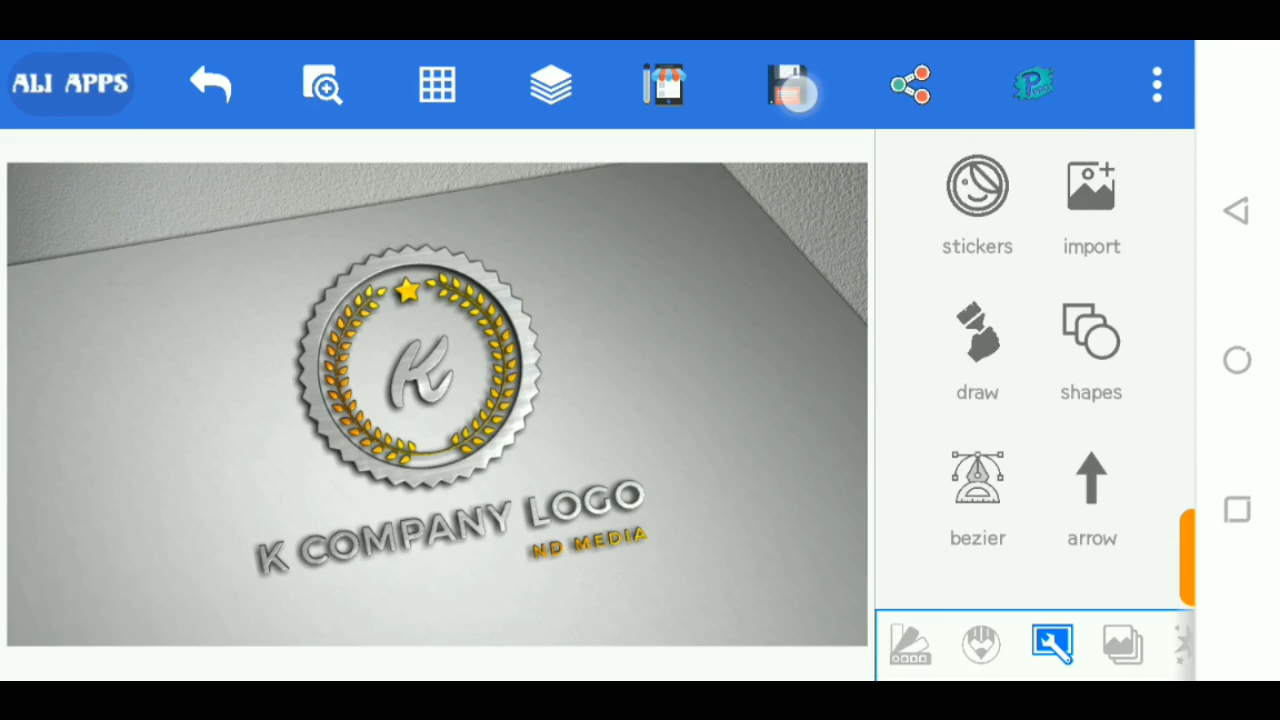 ALI APPS
stickers
import
draw
shapes
K
K COMPANY LOGO
ND MEDIA
bezier
arrow